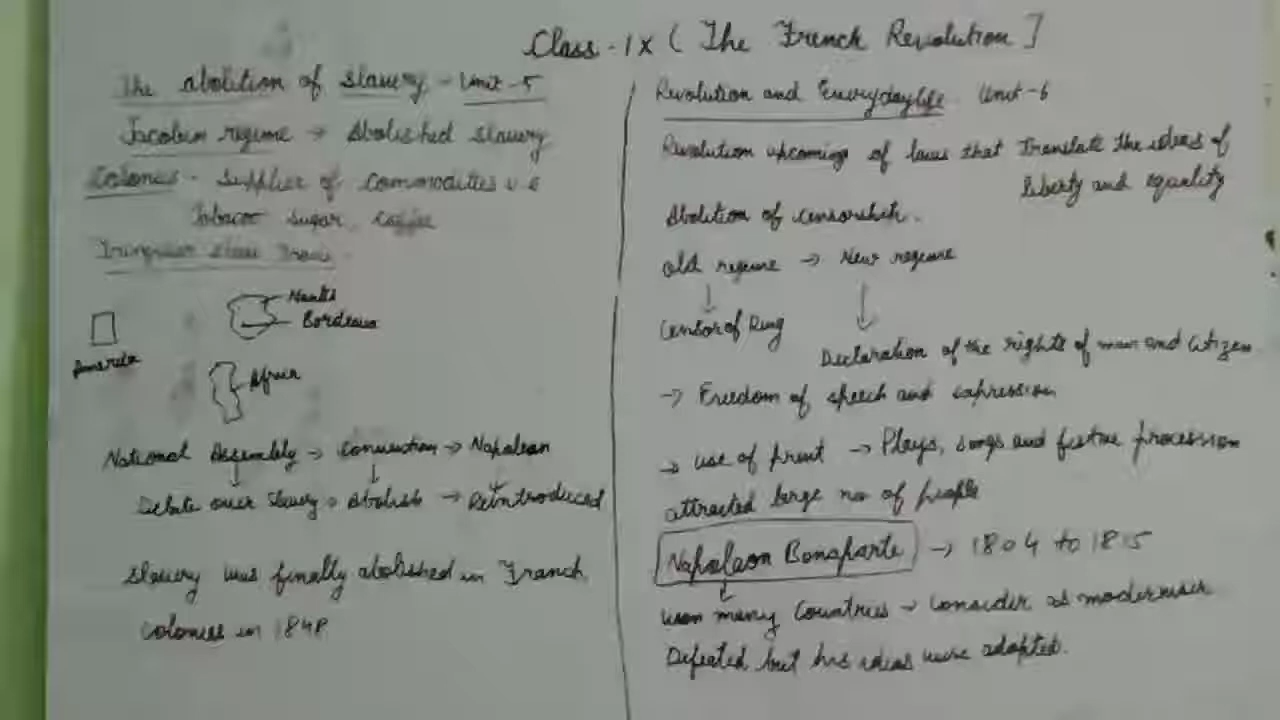 Class - IX ( The French Revolution ]
The abolition of Slavery - Unit - 5
Jacobin regime → Abolished slavery
Colonies - Supplier of Commodities i.e
Tobacco sugar, coffee
Triangular Slave Trade
Nantes
Bordeaux
America
Africa
National Assembly → Convention → Napolean
Debate over Slavery → Abolish → Reintroduced
Slavery was finally abolished in French
colonies in 1848
Revolution and Everydaylife Unit - 6
Revolution upcoming of laws that Translate the ideas of
liberty and equality
Abolition of censorship.
old regime → New regime
Censor of King
Declaration of the rights of man and Citizen
→ Freedom of speech and expression
→ use of print → Plays, songs and festive procession
attracted large no of people
Napoleon Bonaparte → 1804 to 1815
won many Countries → Consider as moderniser
Defeated but his ideas were adopted.